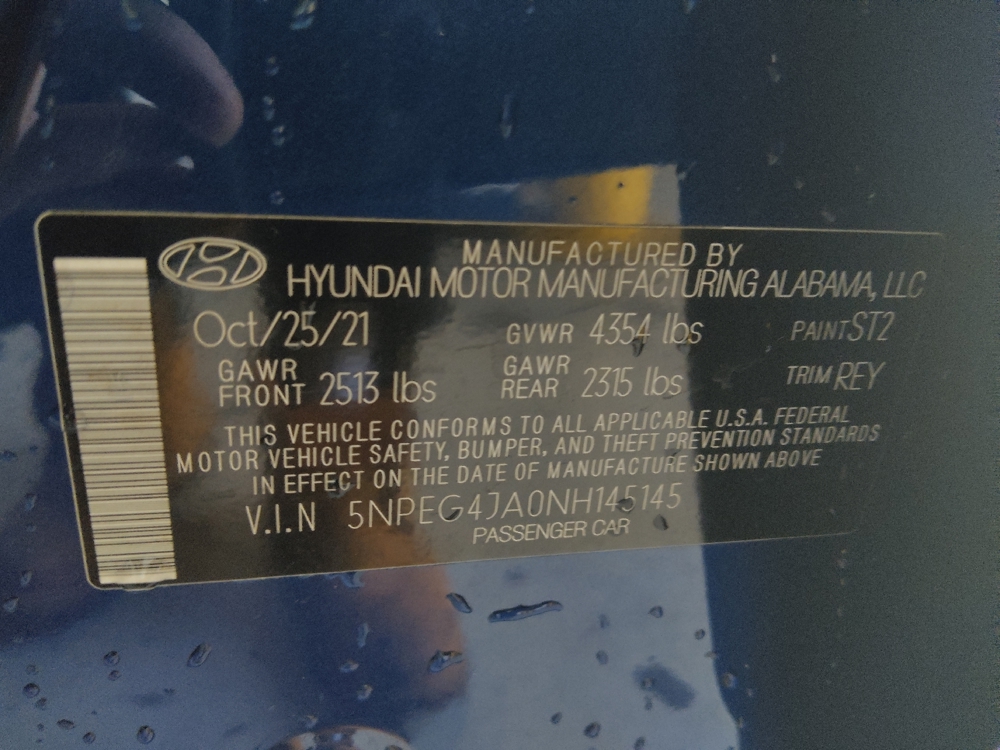 MANUFACTURED BY
HYUNDAI MOTOR MANUFACTURING ALABAMA, LLC
Oct/25/21 GVWR 4354 lbs PAINT ST2
GAWR FRONT 2513 lbs GAWR REAR 2315 lbs TRIM REY
THIS VEHICLE CONFORMS TO ALL APPLICABLE U.S.A. FEDERAL
MOTOR VEHICLE SAFETY, BUMPER, AND THEFT PREVENTION STANDARDS
IN EFFECT ON THE DATE OF MANUFACTURE SHOWN ABOVE
V.I.N 5NPEG4JA0NH145145
PASSENGER CAR